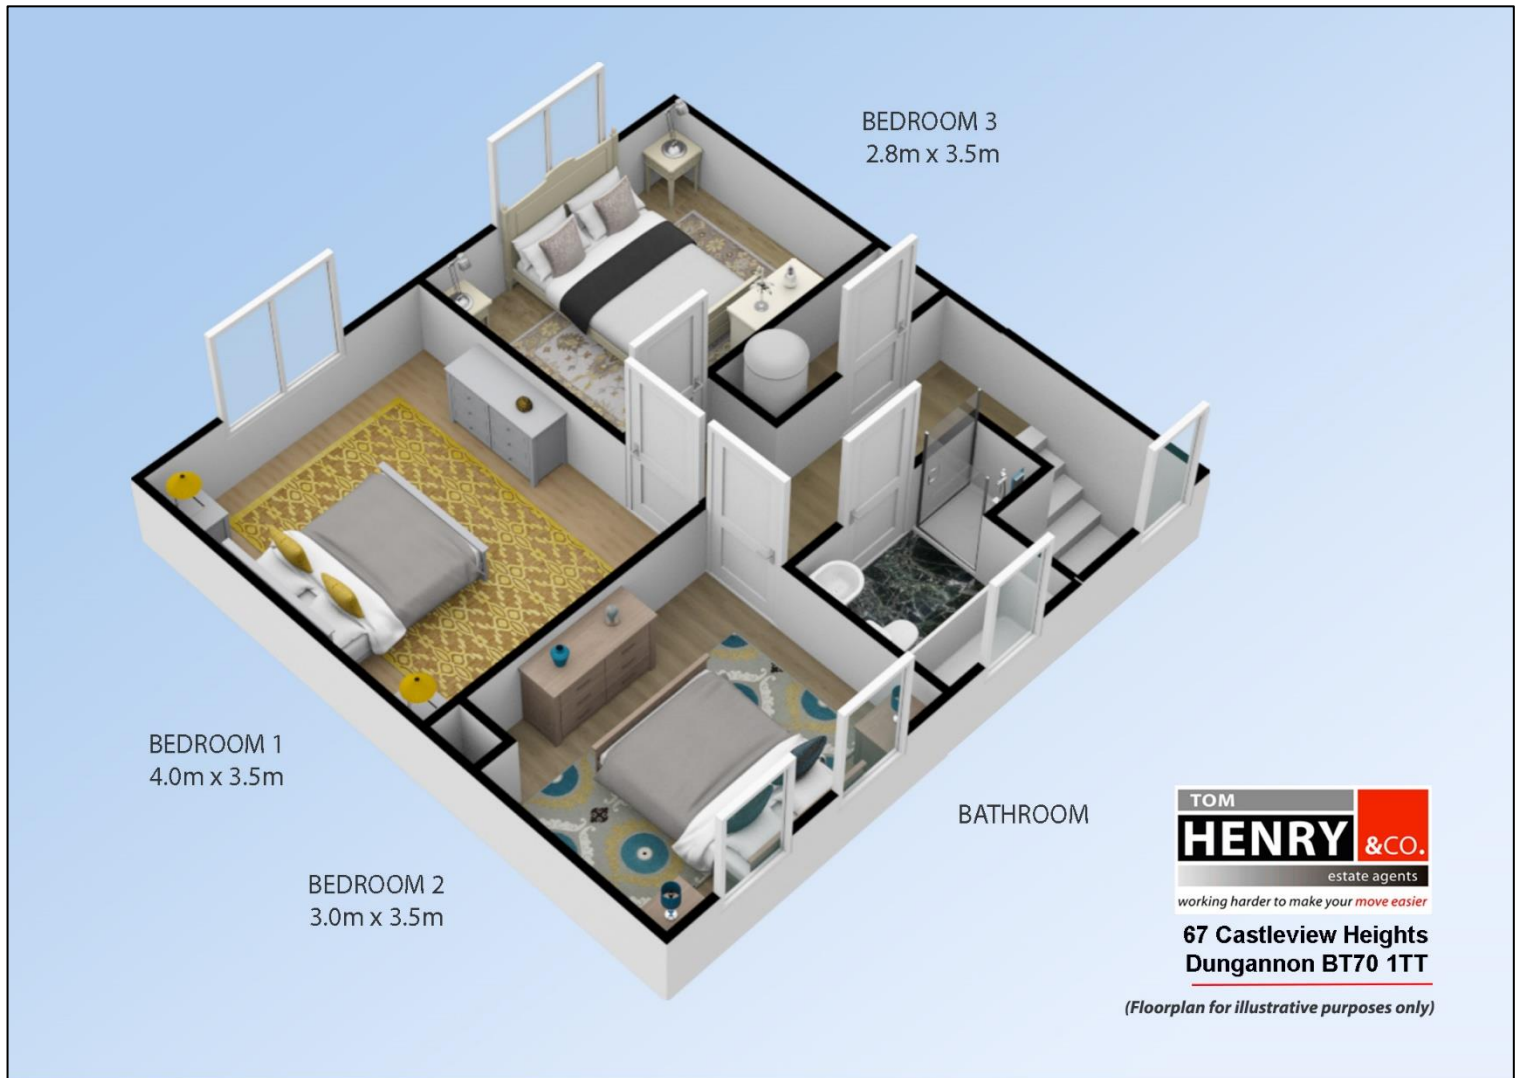 BEDROOM 3
2.8m x 3.5m
BEDROOM 1
4.0m x 3.5m
BEDROOM 2
3.0m x 3.5m
BATHROOM
TOM
HENRY &CO.
estate agents
working harder to make your move easier
67 Castleview Heights
Dungannon BT70 1TT
(Floorplan for illustrative purposes only)